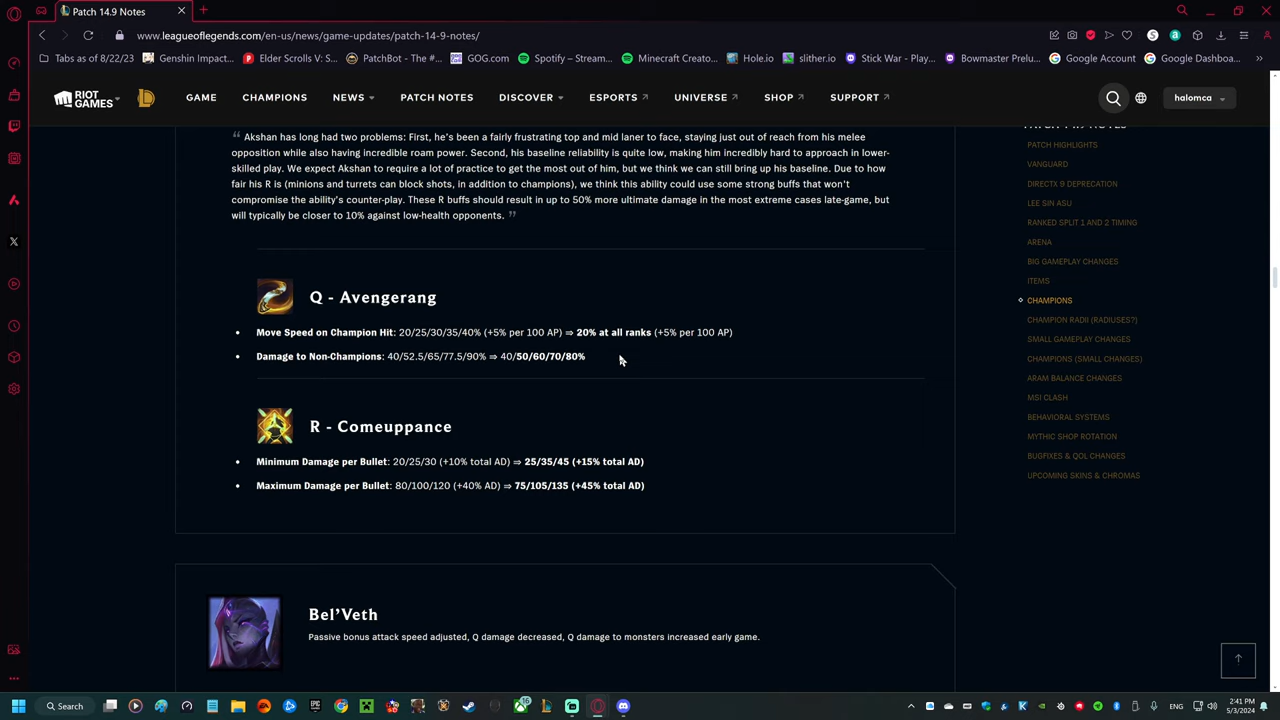 Patch 14.9 Notes
www.leagueoflegends.com/en-us/news/game-updates/patch-14-9-notes/
Tabs as of 8/22/23
Genshin Impact...
Elder Scrolls V: S...
PatchBot - The #...
GOG.com
Spotify – Stream...
Minecraft Creato...
Hole.io
slither.io
Stick War - Play...
Bowmaster Prelu...
Google Account
Google Dashboa...
RIOT GAMES
GAME
CHAMPIONS
NEWS
PATCH NOTES
DISCOVER
ESPORTS
UNIVERSE
SHOP
SUPPORT
halomca
“ Akshan has long had two problems: First, he's been a fairly frustrating top and mid laner to face, staying just out of reach from his melee
opposition while also having incredible roam power. Second, his baseline reliability is quite low, making him incredibly hard to approach in lower-
skilled play. We expect Akshan to require a lot of practice to get the most out of him, but we think we can still bring up his baseline. Due to how
fair his R is (minions and turrets can block shots, in addition to champions), we think this ability could use some strong buffs that won't
compromise the ability's counter-play. These R buffs should result in up to 50% more ultimate damage in the most extreme cases late-game, but
will typically be closer to 10% against low-health opponents. ”
Q - Avengerang
• Move Speed on Champion Hit: 20/25/30/35/40% (+5% per 100 AP) ⇒ 20% at all ranks (+5% per 100 AP)
• Damage to Non-Champions: 40/52.5/65/77.5/90% ⇒ 40/50/60/70/80%
R - Comeuppance
• Minimum Damage per Bullet: 20/25/30 (+10% total AD) ⇒ 25/35/45 (+15% total AD)
• Maximum Damage per Bullet: 80/100/120 (+40% AD) ⇒ 75/105/135 (+45% total AD)
Bel'Veth
Passive bonus attack speed adjusted, Q damage decreased, Q damage to monsters increased early game.
PATCH 14.9 NOTES
PATCH HIGHLIGHTS
VANGUARD
DIRECTX 9 DEPRECATION
LEE SIN ASU
RANKED SPLIT 1 AND 2 TIMING
ARENA
BIG GAMEPLAY CHANGES
ITEMS
CHAMPIONS
CHAMPION RADII (RADIUSES?)
SMALL GAMEPLAY CHANGES
CHAMPIONS (SMALL CHANGES)
ARAM BALANCE CHANGES
MSI CLASH
BEHAVIORAL SYSTEMS
MYTHIC SHOP ROTATION
BUGFIXES & QOL CHANGES
UPCOMING SKINS & CHROMAS
Search
16
2:41 PM
5/3/2024